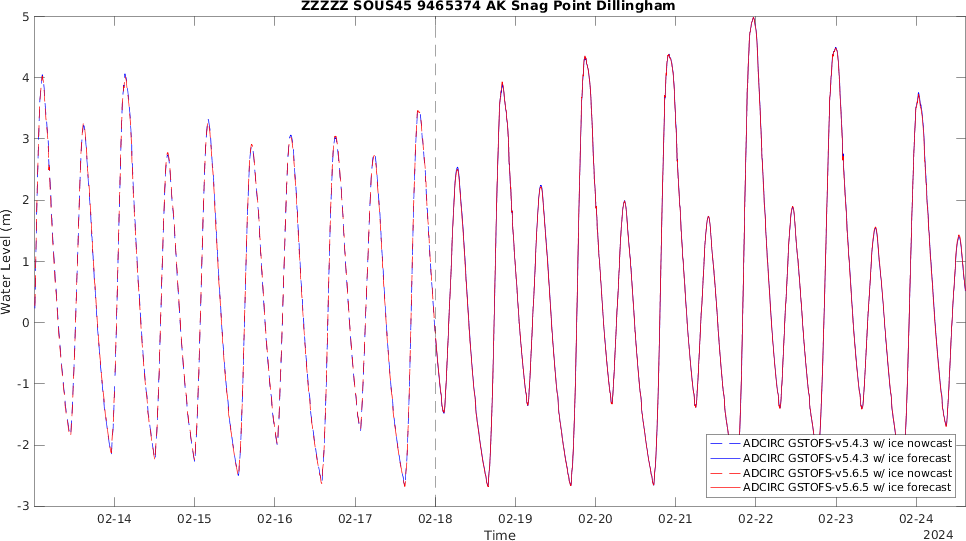 ZZZZZ SOUS45 9465374 AK Snag Point Dillingham
5
4
3
2
1
0
-1
-2
-3
Water Level (m)
ADCIRC GSTOFS-v5.4.3 w/ ice nowcast
ADCIRC GSTOFS-v5.4.3 w/ ice forecast
ADCIRC GSTOFS-v5.6.5 w/ ice nowcast
ADCIRC GSTOFS-v5.6.5 w/ ice forecast
02-14 02-15 02-16 02-17 02-18 02-19 02-20 02-21 02-22 02-23 02-24
Time
2024